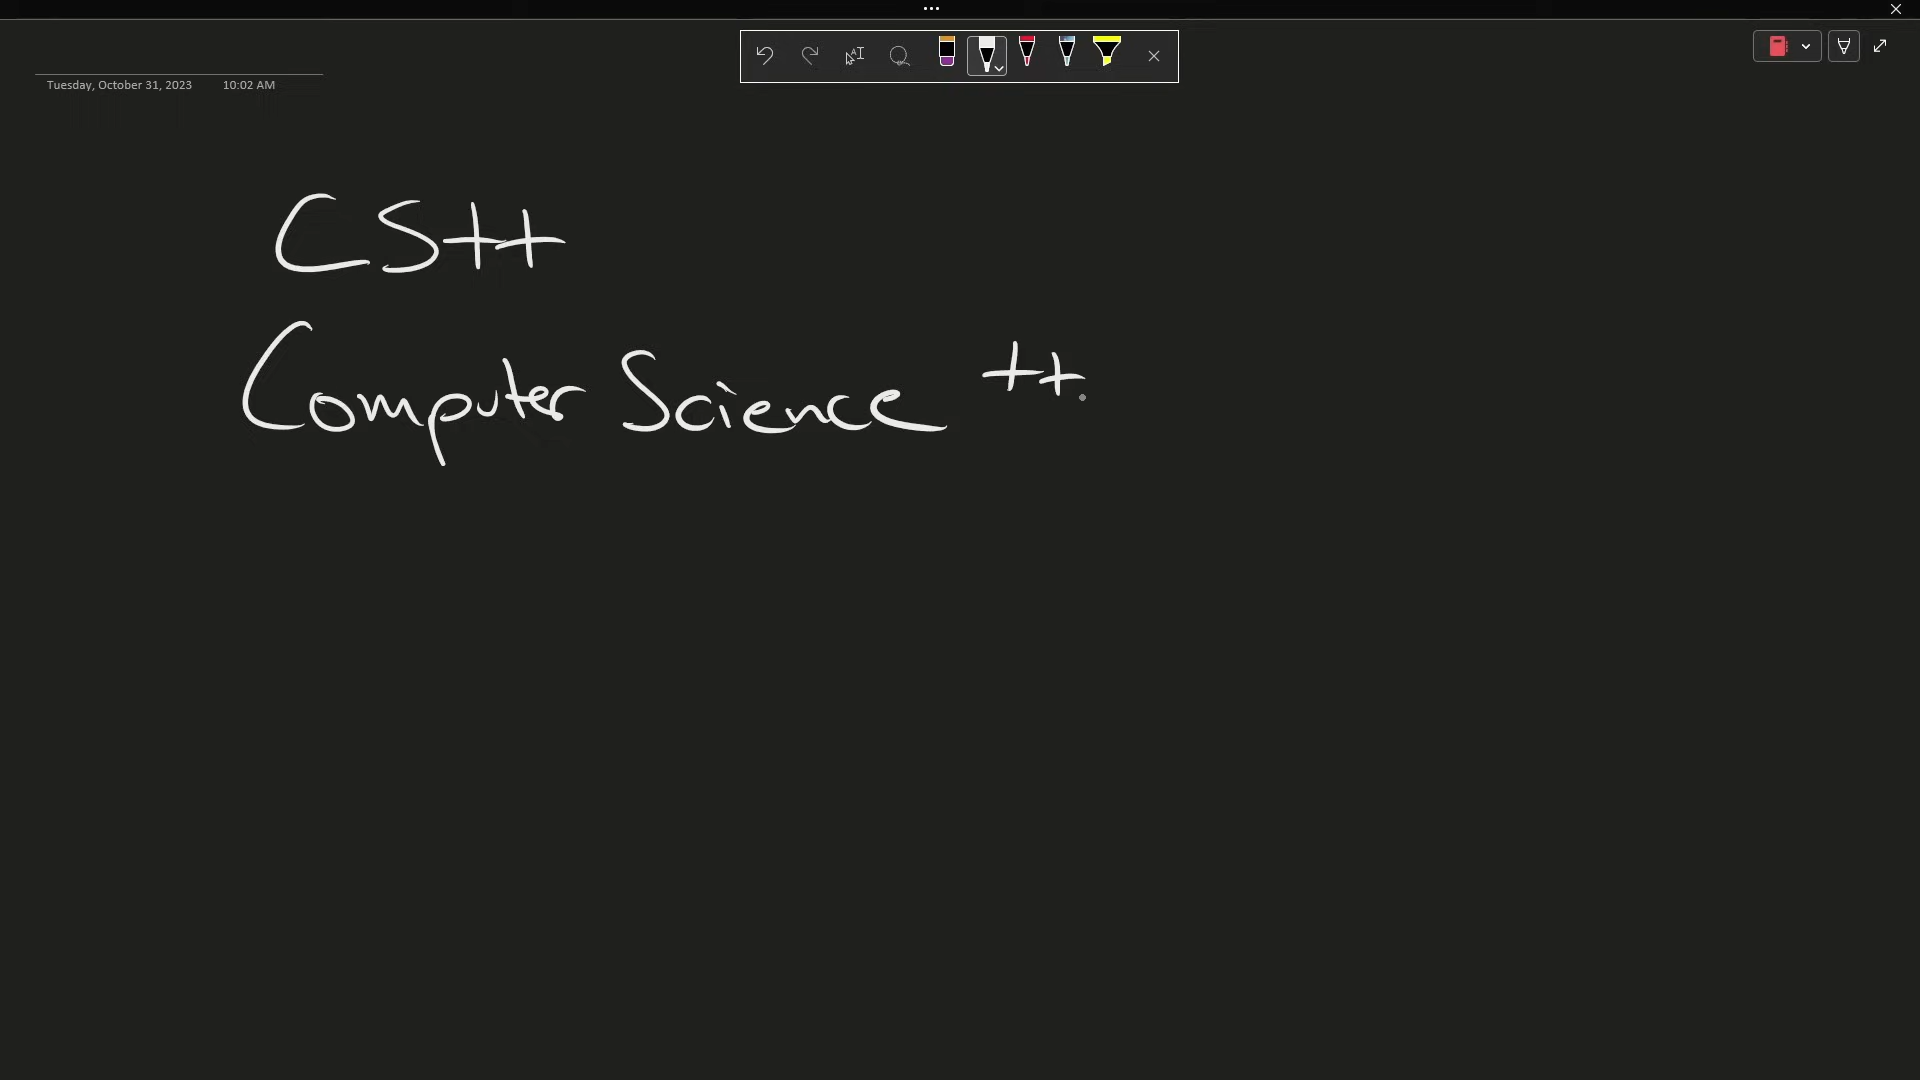 Tuesday, October 31, 2023 10:02 AM
CS++
Computer Science ++